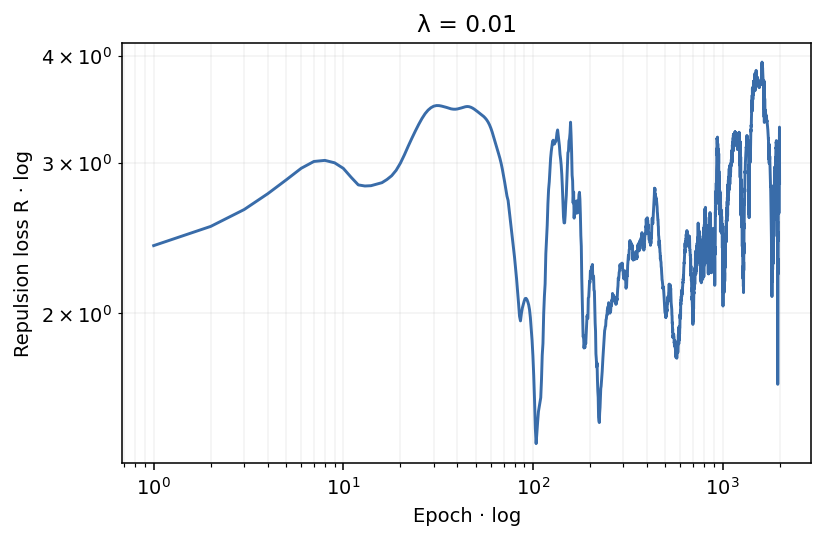 λ = 0.01
4 × 10⁰
3 × 10⁰
2 × 10⁰
Repulsion loss R · log
10⁰ 10¹ 10² 10³
Epoch · log